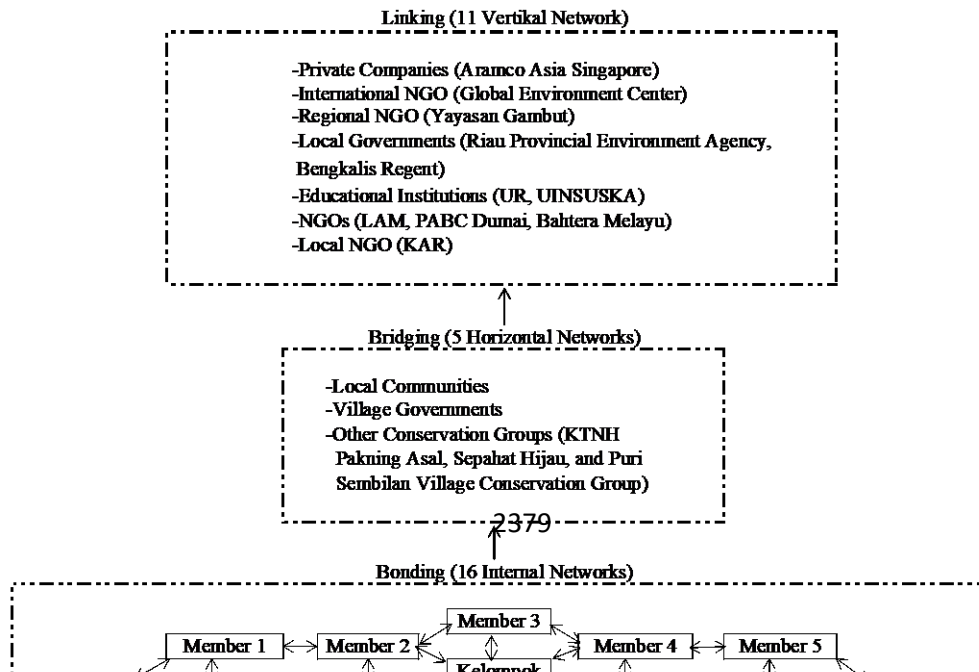 Linking (11 Vertikal Network)
-Private Companies (Aramco Asia Singapore)
-International NGO (Global Environment Center)
-Regional NGO (Yayasan Gambut)
-Local Governments (Riau Provincial Environment Agency,
Bengkalis Regent)
-Educational Institutions (UR, UINSUSKA)
-NGOs (LAM, PABC Dumai, Bahtera Melayu)
-Local NGO (KAR)
Bridging (5 Horizontal Networks)
-Local Communities
-Village Governments
-Other Conservation Groups (KTNH
Pakning Asal, Sepahat Hijau, and Puri
Sembilan Village Conservation Group)
2379
Bonding (16 Internal Networks)
Member 3
Member 1 Member 2 Member 4 Member 5
Kelompok